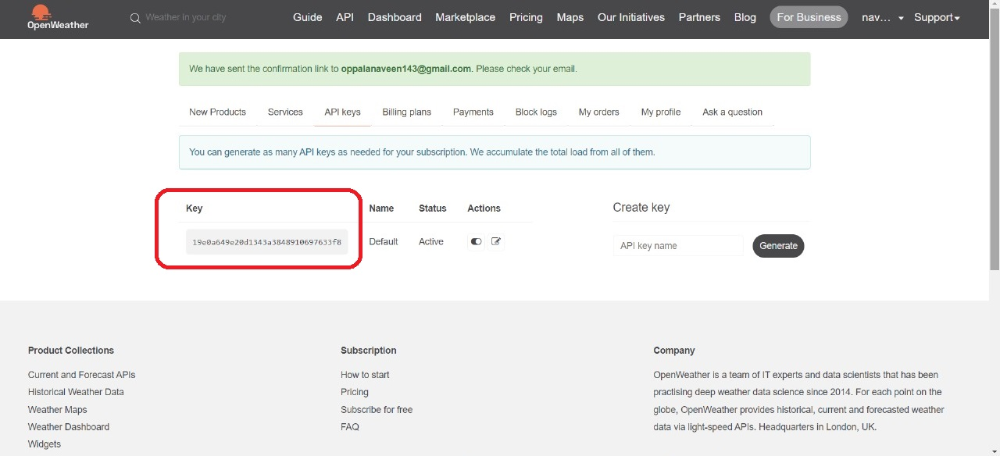 OpenWeather
Weather in your city
Guide API Dashboard Marketplace Pricing Maps Our Initiatives Partners Blog For Business nav... Support
We have sent the confirmation link to oppalanaveen143@gmail.com. Please check your email.
New Products Services API keys Billing plans Payments Block logs My orders My profile Ask a question
You can generate as many API keys as needed for your subscription. We accumulate the total load from all of them.
Key Name Status Actions
19e0a649e20d1343a3848910697633f8 Default Active
Create key
API key name Generate
Product Collections
Current and Forecast APIs
Historical Weather Data
Weather Maps
Weather Dashboard
Widgets
Subscription
How to start
Pricing
Subscribe for free
FAQ
Company
OpenWeather is a team of IT experts and data scientists that has been
practising deep weather data science since 2014. For each point on the
globe, OpenWeather provides historical, current and forecasted weather
data via light-speed APIs. Headquarters in London, UK.